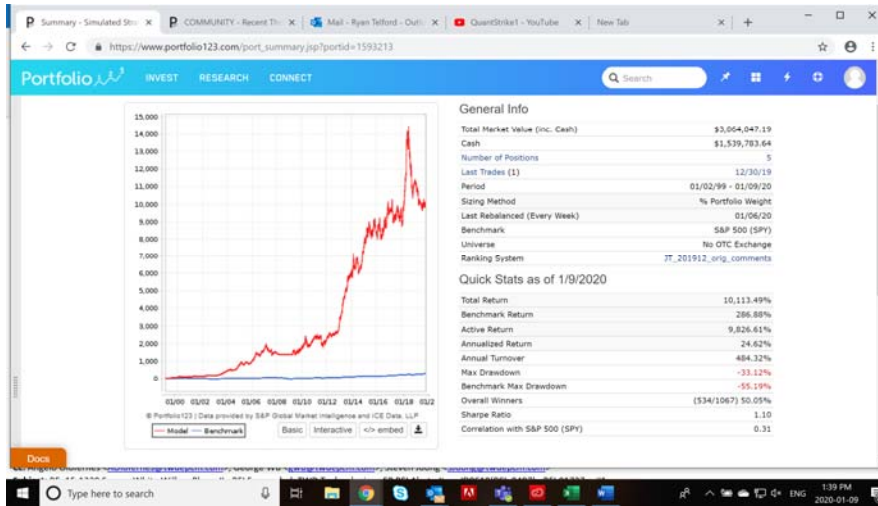 Summary - Simulated Stra
COMMUNITY - Recent Thr
Mail - Ryan Telford - Outlo
QuantStrike1 - YouTube
New Tab
https://www.portfolio123.com/port_summary.jsp?portid=1593213
Portfolio
INVEST
RESEARCH
CONNECT
Search
15,000
14,000
13,000
12,000
11,000
10,000
9,000
8,000
7,000
6,000
5,000
4,000
3,000
2,000
1,000
0
01/00 01/02 01/04 01/06 01/08 01/10 01/12 01/14 01/16 01/18 01/2
© Portfolio123 | Data provided by S&P Global Market Intelligence and ICE Data, LLP
Model Benchmark
Basic Interactive </> embed
General Info
Total Market Value (inc. Cash) $3,064,047.19
Cash $1,539,783.64
Number of Positions 5
Last Trades (1) 12/30/19
Period 01/02/99 - 01/09/20
Sizing Method % Portfolio Weight
Last Rebalanced (Every Week) 01/06/20
Benchmark S&P 500 (SPY)
Universe No OTC Exchange
Ranking System JT_201912_orig_comments
Quick Stats as of 1/9/2020
Total Return 10,113.49%
Benchmark Return 286.88%
Active Return 9,826.61%
Annualized Return 24.62%
Annual Turnover 484.32%
Max Drawdown -33.12%
Benchmark Max Drawdown -55.19%
Overall Winners (534/1067) 50.05%
Sharpe Ratio 1.10
Correlation with S&P 500 (SPY) 0.31
Docs
Type here to search
ENG
1:39 PM
2020-01-09